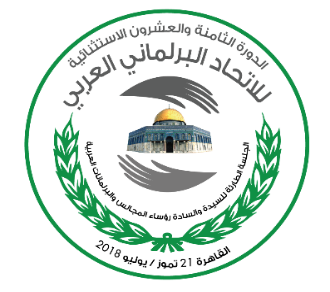 الدورة الثامنة والعشرون الاستثنائية
للاتحاد البرلماني العربي
الجلسة الطارئة للسيدة والسادة رؤساء المجالس والبرلمانات العربية
القاهرة 21 تموز / يوليو 2018